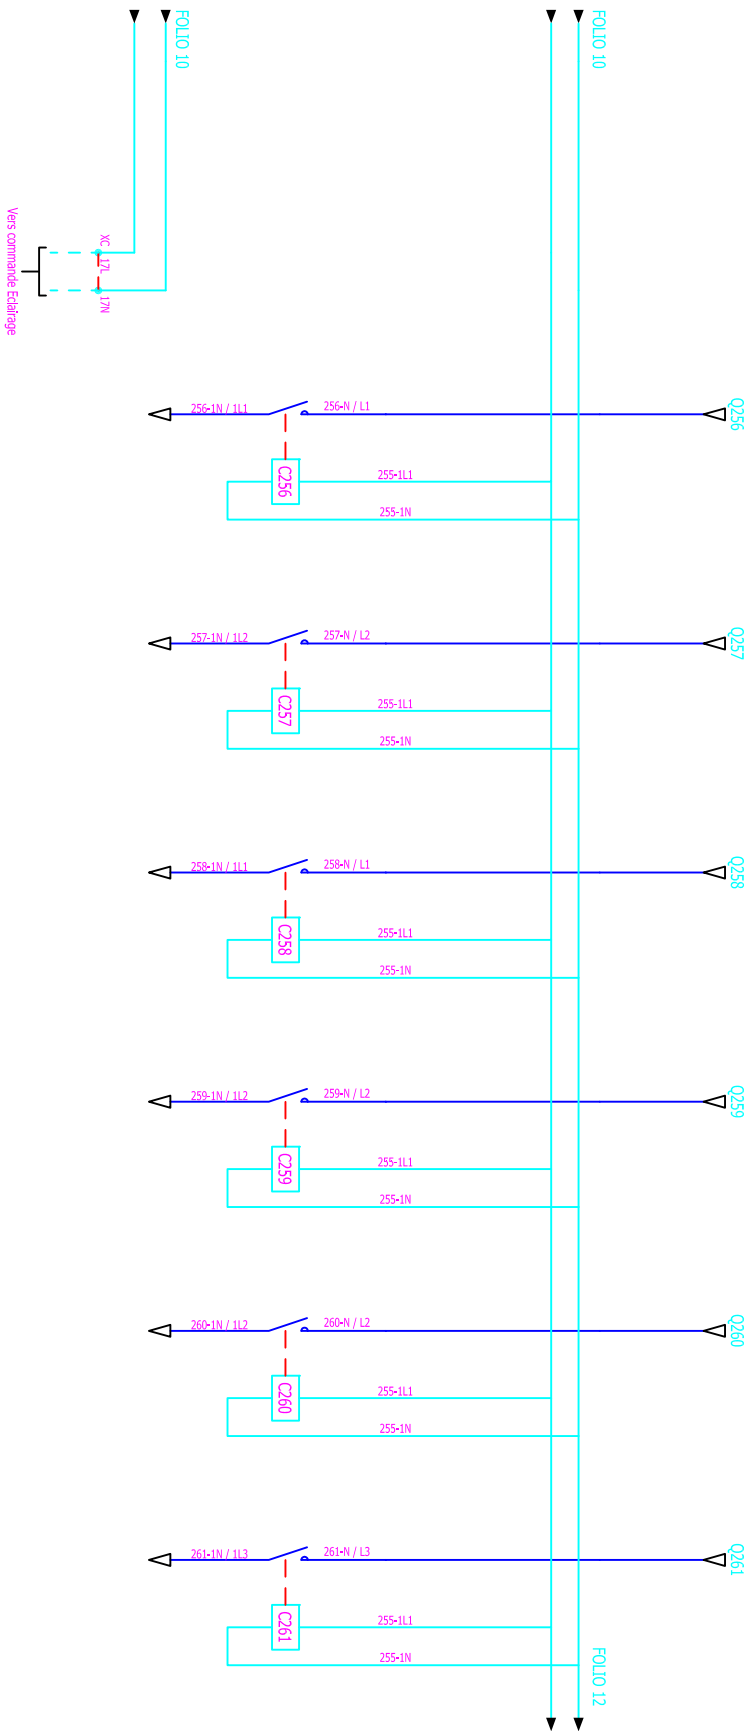 FOLIO 10
FOLIO 10
XC
17L
17N
Vers commande Eclairage
Q256
256-1N / 1L1
256-N / L1
C256
255-1L1
255-1N
Q257
257-1N / 1L2
257-N / L2
C257
255-1L1
255-1N
Q258
258-1N / 1L1
258-N / L1
C258
255-1L1
255-1N
Q259
259-1N / 1L2
259-N / L2
C259
255-1L1
255-1N
Q260
260-1N / 1L2
260-N / L2
C260
255-1L1
255-1N
Q261
261-1N / 1L3
261-N / L3
C261
255-1L1
255-1N
FOLIO 12